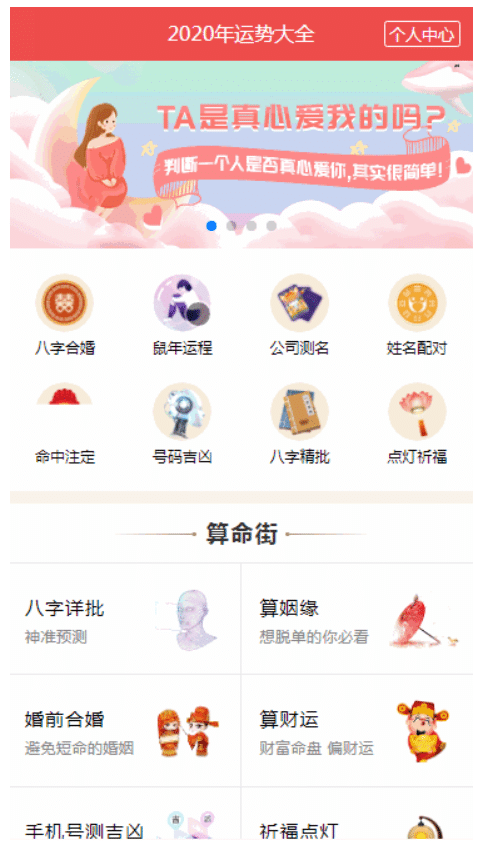 2020年运势大全
个人中心
TA是真心爱我的吗?
判断一个人是否真心爱你,其实很简单!
八字合婚
鼠年运程
公司测名
姓名配对
命中注定
号码吉凶
八字精批
点灯祈福
算命街
八字详批
神准预测
算姻缘
想脱单的你必看
婚前合婚
避免短命的婚姻
算财运
财富命盘 偏财运
手机号测吉凶
吉
凶
祈福点灯